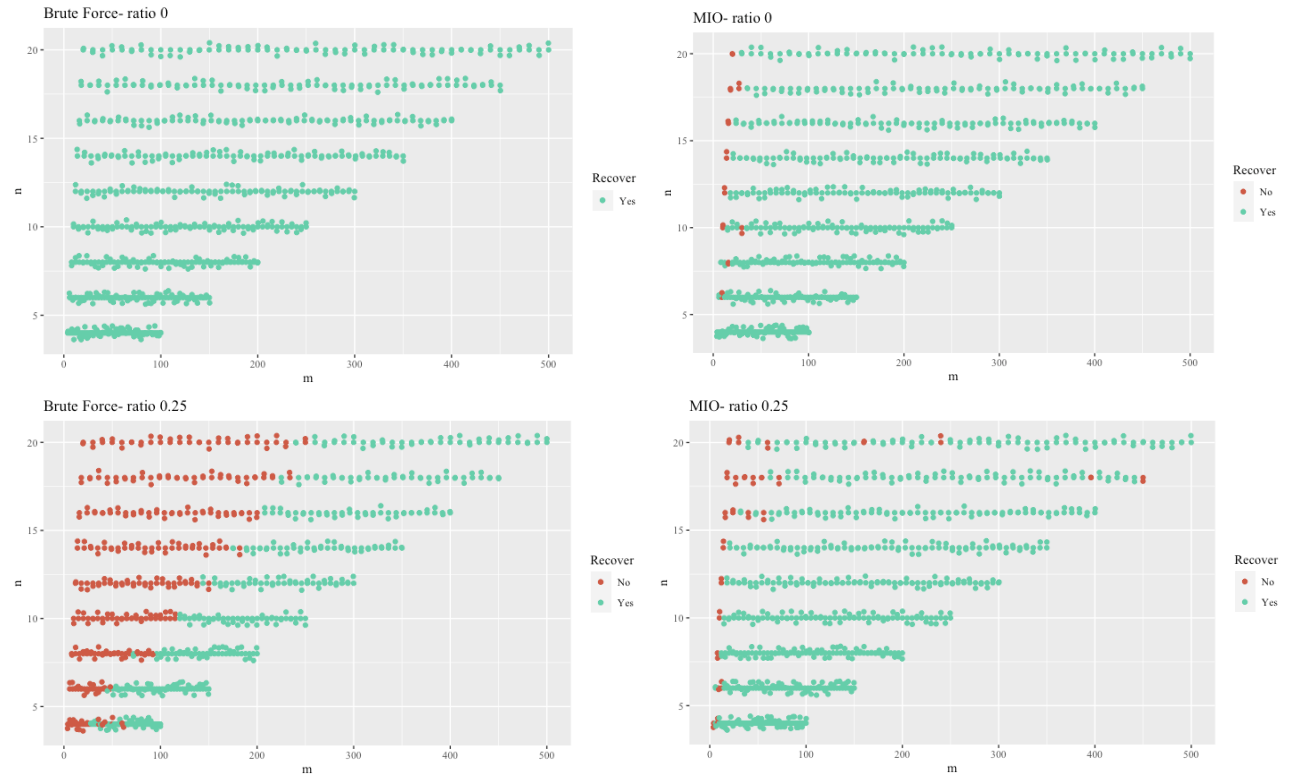 Brute Force- ratio 0
20
15
10
5
n
0 100 200 300 400 500
m
Recover
Yes
MIO- ratio 0
20
15
10
5
n
0 100 200 300 400 500
m
Recover
No
Yes
Brute Force- ratio 0.25
20
15
10
5
n
0 100 200 300 400 500
m
Recover
No
Yes
MIO- ratio 0.25
20
15
10
5
n
0 100 200 300 400 500
m
Recover
No
Yes